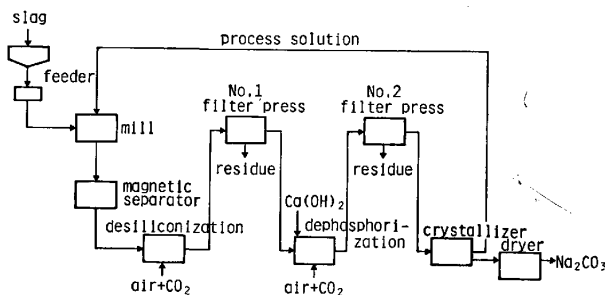 slag
process solution
feeder
mill
No.1
filter press
No.2
filter press
residue
residue
magnetic
separator
desiliconization
Ca(OH)2
dephosphori-
zation
crystallizer
dryer
Na2CO3
air+CO2
air+CO2